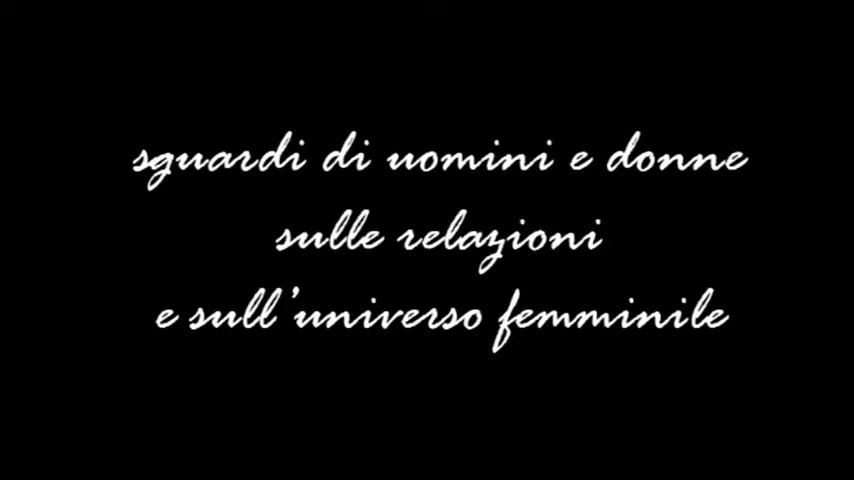 sguardi di uomini e donne
sulle relazioni
e sull'universo femminile